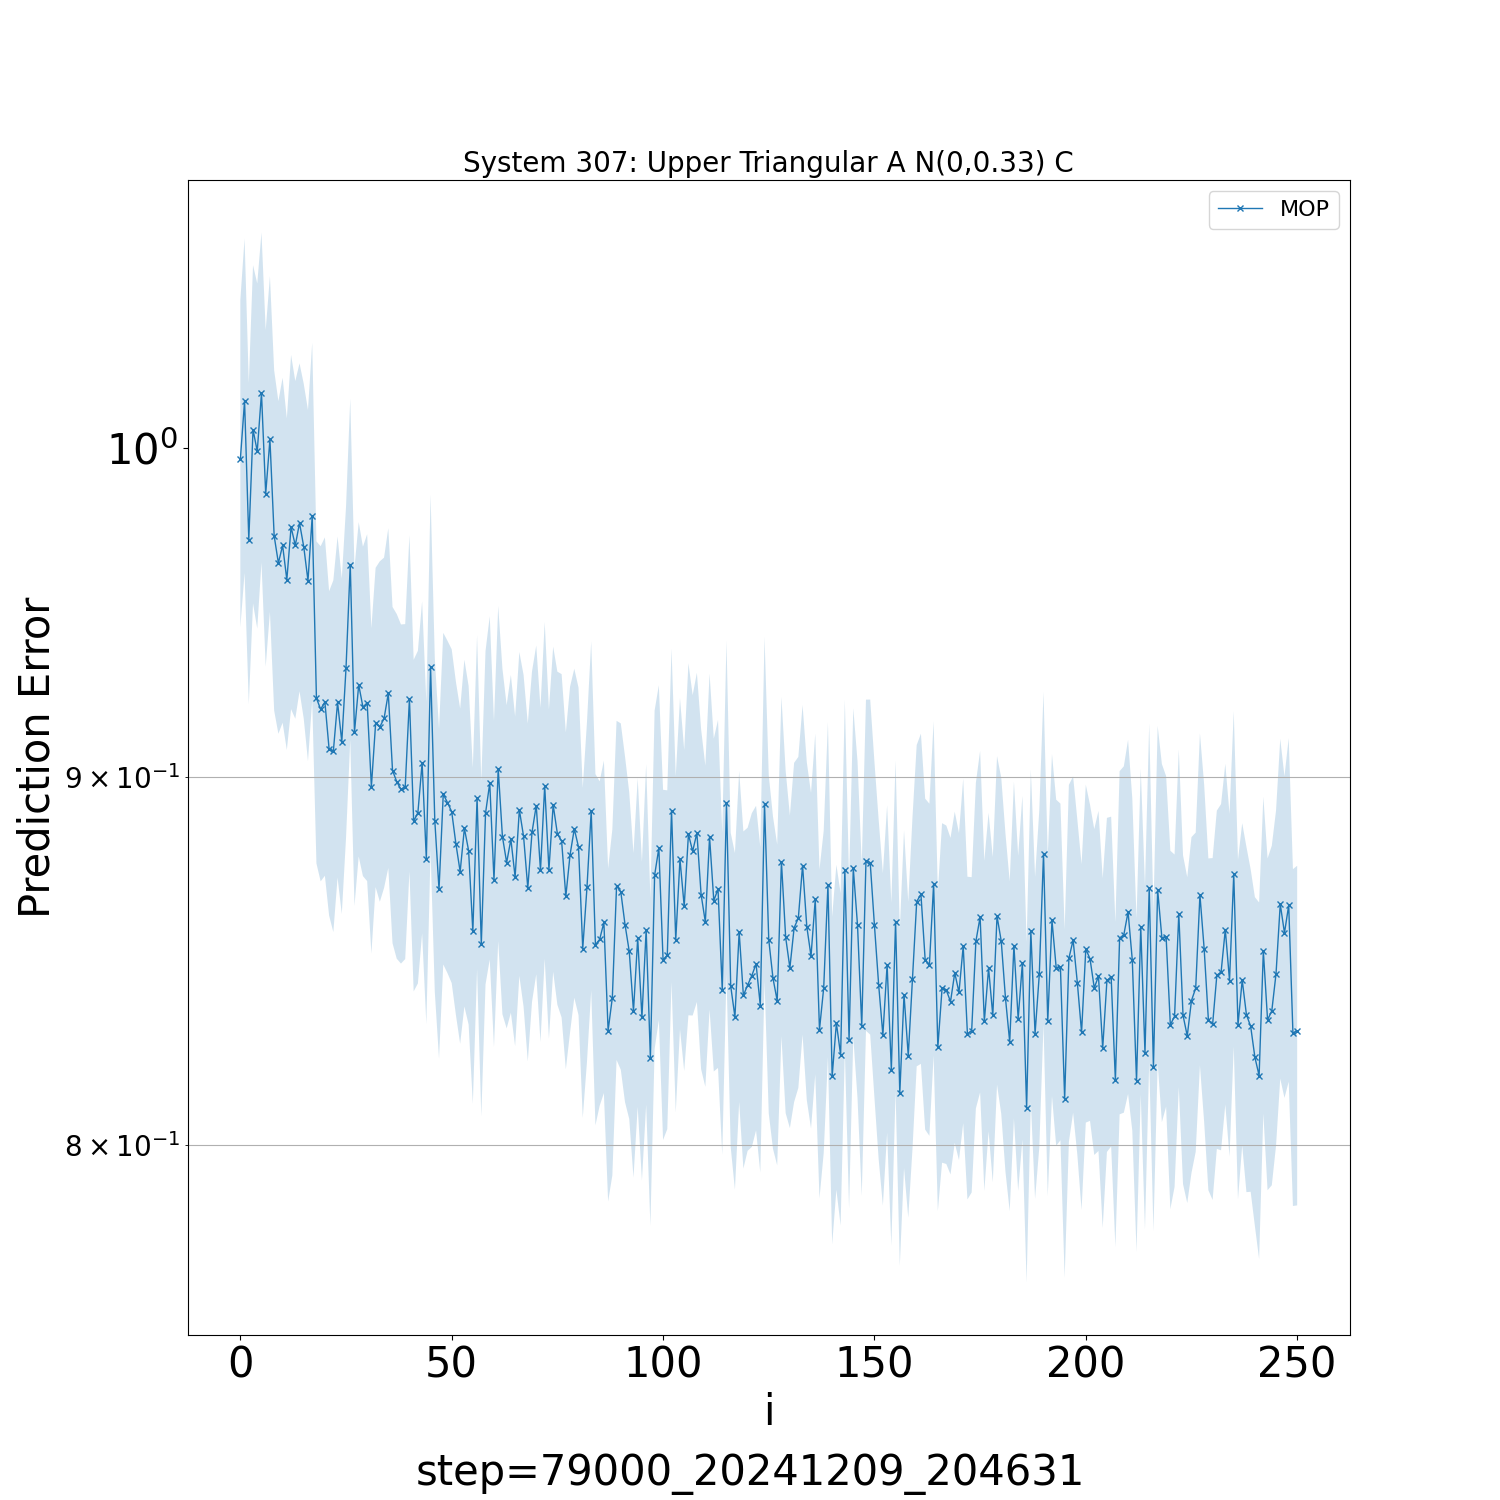 System 307: Upper Triangular A N(0,0.33) C
MOP
Prediction Error
10⁰
9 × 10⁻¹
8 × 10⁻¹
0 50 100 150 200 250
i
step=79000_20241209_204631